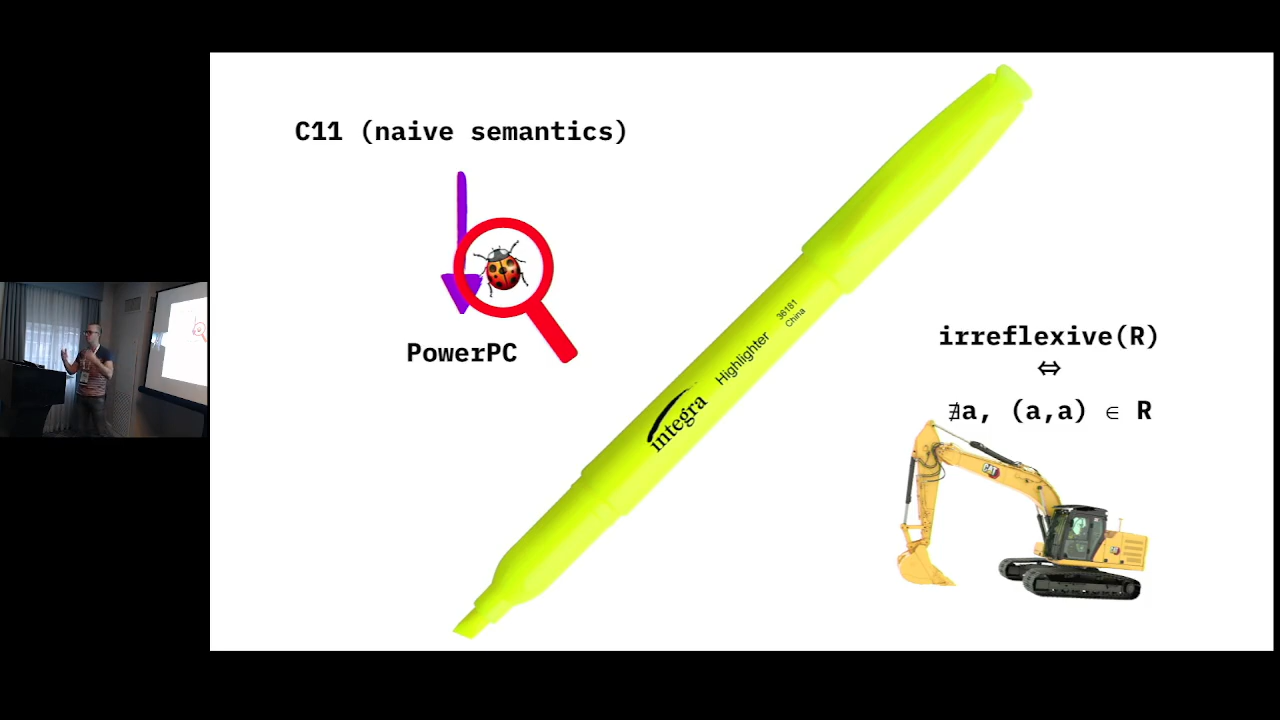 C11 (naive semantics)
PowerPC
integra
Highlighter
36181
China
irreflexive(R)
⇔
∄a, (a,a) ∈ R
CAT